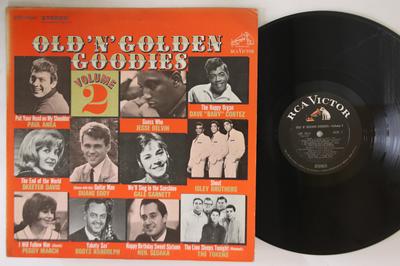 STEREO
RCA VICTOR
OLD 'N' GOLDEN
GOODIES
VOLUME
2
Put Your Head on My Shoulder
PAUL ANKA
Guess Who
JESSE BELVIN
The Happy Organ
DAVE "BABY" CORTEZ
The End of the World
SKEETER DAVIS
Guitar Man
DUANE EDDY
We'll Sing in the Sunshine
GALE GARNETT
Shout
ISLEY BROTHERS
I Will Follow Him
PEGGY MARCH
Yakety Sax
BOOTS RANDOLPH
Happy Birthday Sweet Sixteen
NEIL SEDAKA
The Lion Sleeps Tonight
THE TOKENS
RCA VICTOR